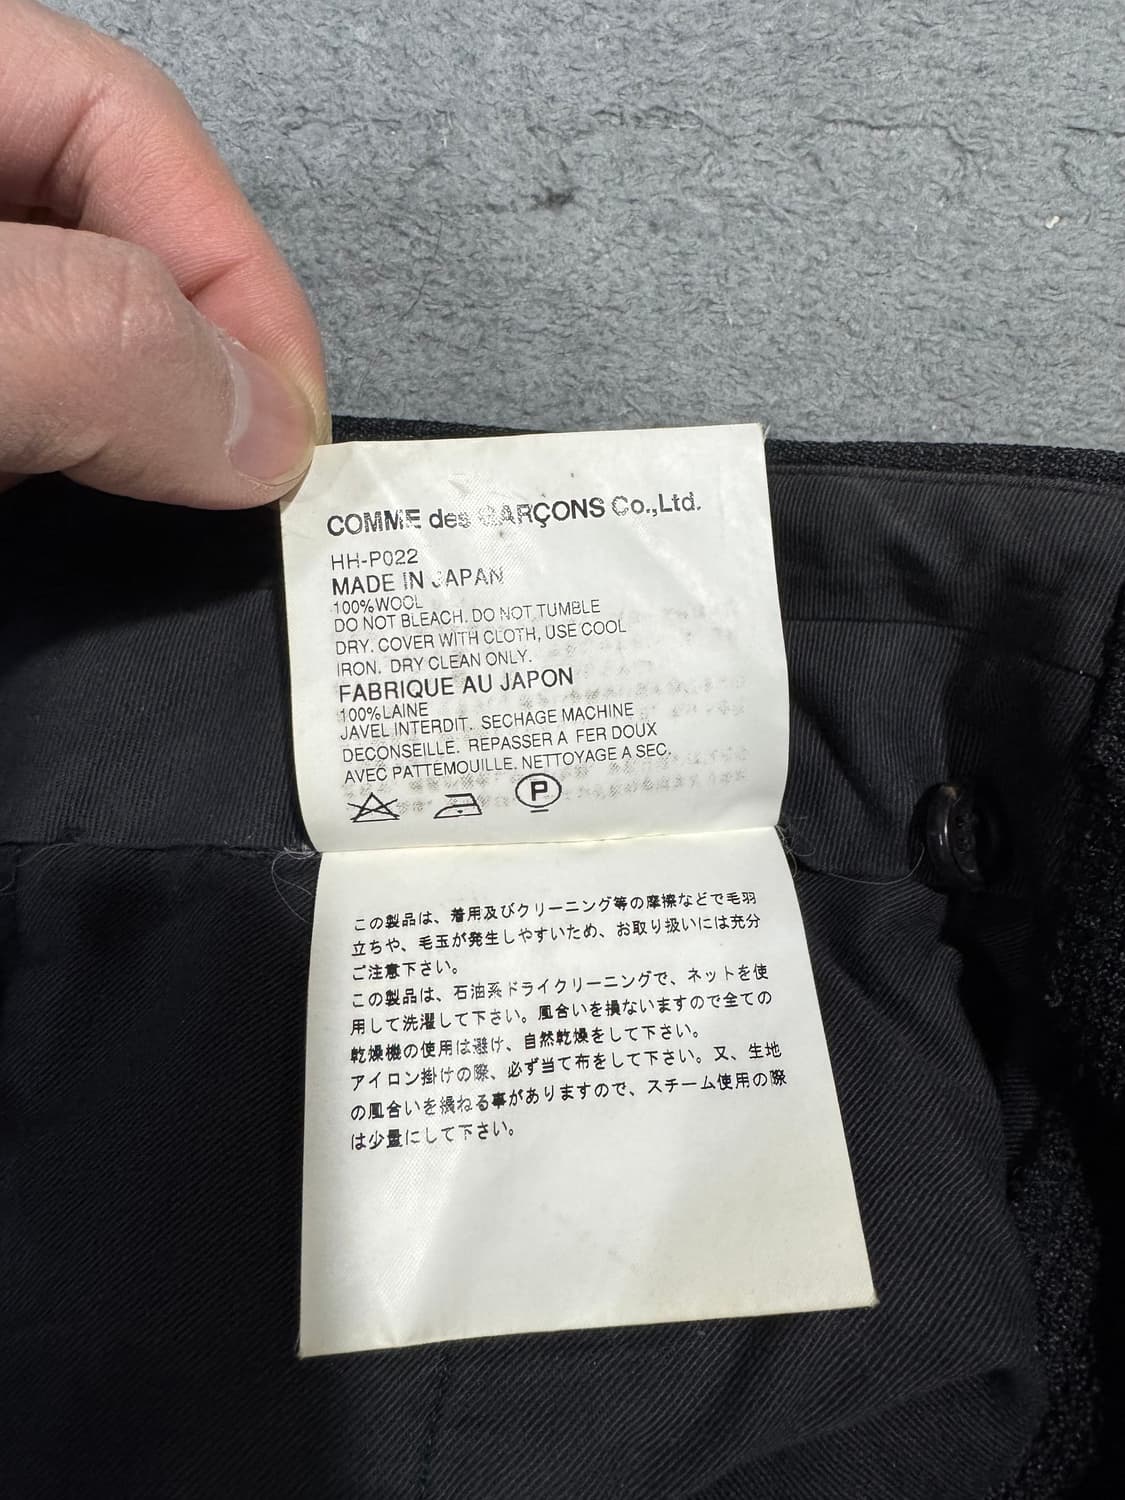 COMME des GARÇONS Co.,Ltd.
HH-P022
MADE IN JAPAN
100%WOOL
DO NOT BLEACH. DO NOT TUMBLE
DRY. COVER WITH CLOTH, USE COOL
IRON. DRY CLEAN ONLY.
FABRIQUE AU JAPON
100%LAINE
JAVEL INTERDIT. SECHAGE MACHINE
DECONSEILLE. REPASSER A FER DOUX
AVEC PATTEMOUILLE. NETTOYAGE A SEC.
P
この製品は、着用及びクリーニング等の摩擦などで毛羽
立ちや、毛玉が発生しやすいため、お取り扱いには充分
ご注意下さい。
この製品は、石油系ドライクリーニングで、ネットを使
用して洗濯して下さい。風合いを損ないますので全ての
乾燥機の使用は避け、自然乾燥をして下さい。
アイロン掛けの際、必ず当て布をして下さい。又、生地
の風合いを損ねる事がありますので、スチーム使用の際
は少量にして下さい。